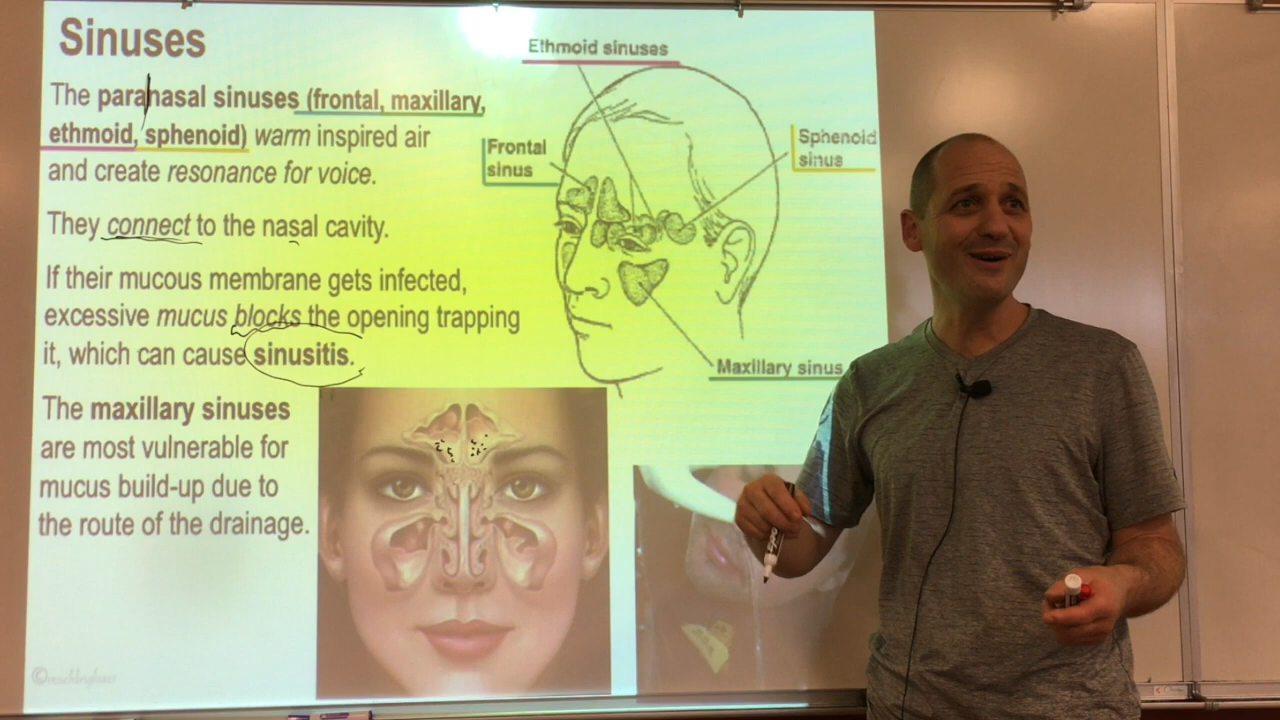 Sinuses
The paranasal sinuses (frontal, maxillary,
ethmoid, sphenoid) warm inspired air
and create resonance for voice.
They connect to the nasal cavity.
If their mucous membrane gets infected,
excessive mucus blocks the opening trapping
it, which can cause sinusitis.
The maxillary sinuses
are most vulnerable for
mucus build-up due to
the route of the drainage.
Ethmoid sinuses
Frontal
sinus
Sphenoid
sinus
Maxillary sinus